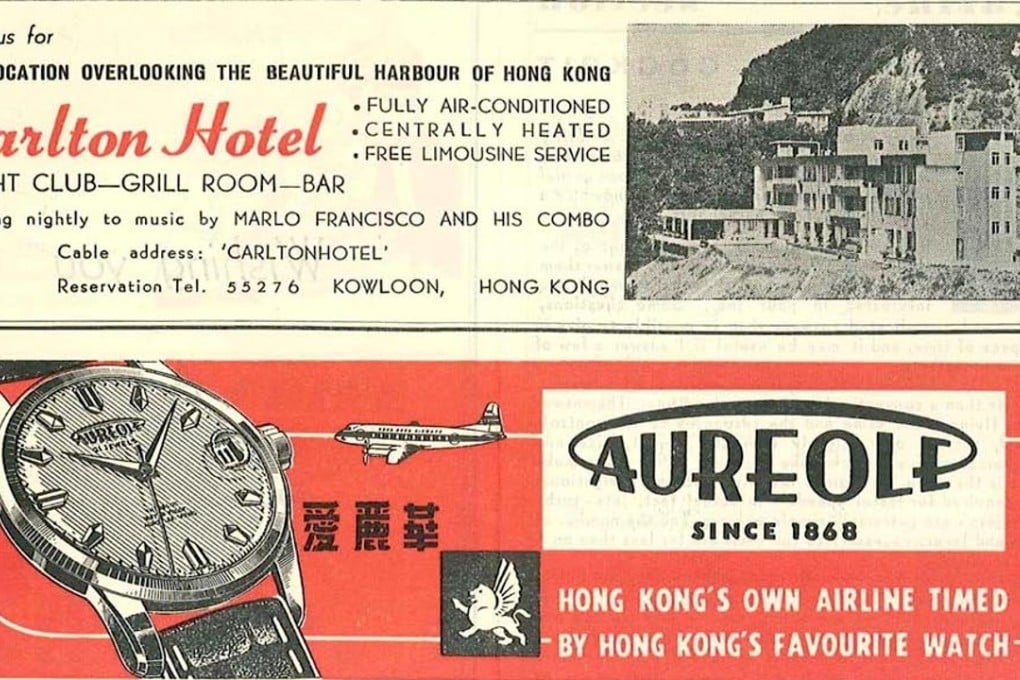 us for
OCATION OVERLOOKING THE BEAUTIFUL HARBOUR OF HONG KONG
arlton Hotel
• FULLY AIR-CONDITIONED
• CENTRALLY HEATED
• FREE LIMOUSINE SERVICE
HT CLUB—GRILL ROOM—BAR
ng nightly to music by MARLO FRANCISCO AND HIS COMBO
Cable address: 'CARLTONHOTEL'
Reservation Tel. 55276 KOWLOON, HONG KONG
AUREOLE
愛麗華
AUREOLE
SINCE 1868
HONG KONG'S OWN AIRLINE TIMED
BY HONG KONG'S FAVOURITE WATCH